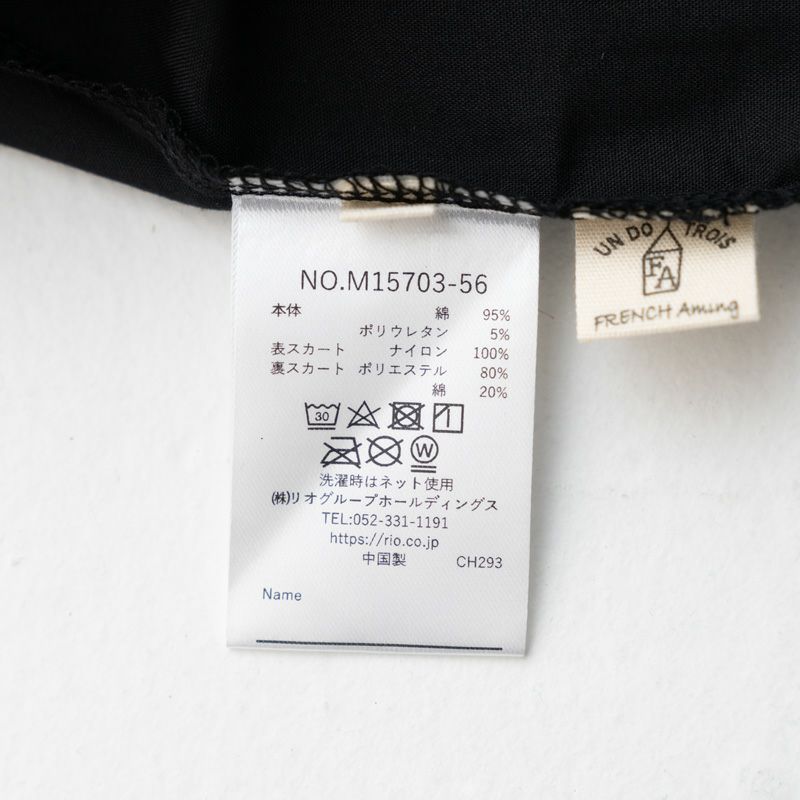 NO.M15703-56
本体 綿 95%
ポリウレタン 5%
表スカート ナイロン 100%
裏スカート ポリエステル 80%
綿 20%
30
W
洗濯時はネット使用
㈱リオグループホールディングス
TEL:052-331-1191
https://rio.co.jp
中国製 CH293
Name
UN DO TROIS
FA
FRENCH Aming